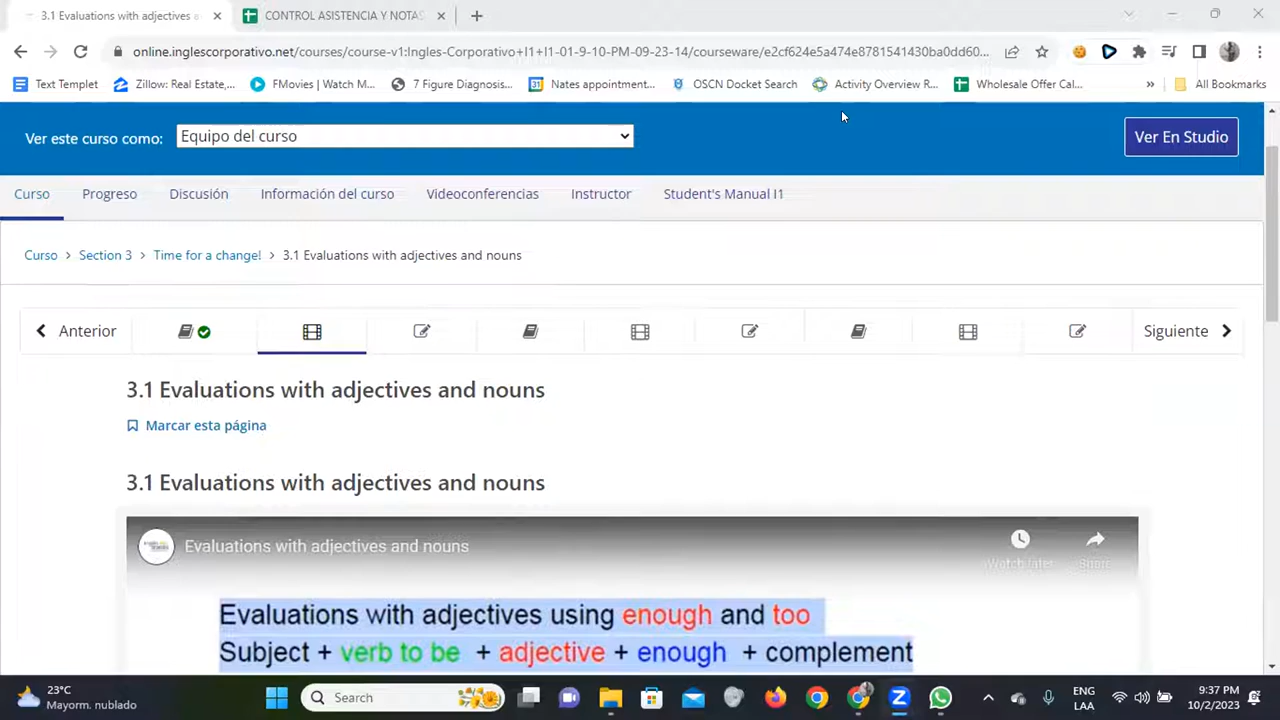 3.1 Evaluations with adjectives a
CONTROL ASISTENCIA Y NOTAS
online.inglescorporativo.net/courses/course-v1:Ingles-Corporativo+I1+I1-01-9-10-PM-09-23-14/courseware/e2cf624e5a474e8781541430ba0dd60...
Text Templet
Zillow: Real Estate,...
FMovies | Watch M...
7 Figure Diagnosis...
Nates appointment...
OSCN Docket Search
Activity Overview R...
Wholesale Offer Cal...
»
All Bookmarks
Ver este curso como:
Equipo del curso
Ver En Studio
Curso
Progreso
Discusión
Información del curso
Videoconferencias
Instructor
Student's Manual I1
Curso > Section 3 > Time for a change! > 3.1 Evaluations with adjectives and nouns
Anterior
Siguiente
3.1 Evaluations with adjectives and nouns
Marcar esta página
3.1 Evaluations with adjectives and nouns
Evaluations with adjectives and nouns
Watch later
Share
Evaluations with adjectives using enough and too
Subject + verb to be + adjective + enough + complement
23°C
Mayorm. nublado
Search
ENG
LAA
9:37 PM
10/2/2023